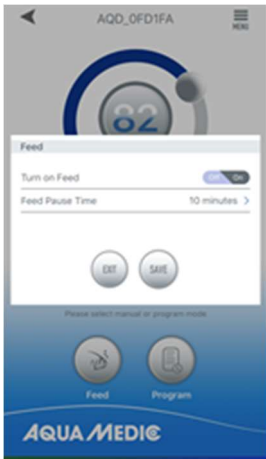 AQD_0FD1FA
MENU
82
Feed
Turn on Feed
Off On
Feed Pause Time 10 minutes >
EXIT SAVE
Please select manual or program mode
Feed Program
AQUA MEDIC